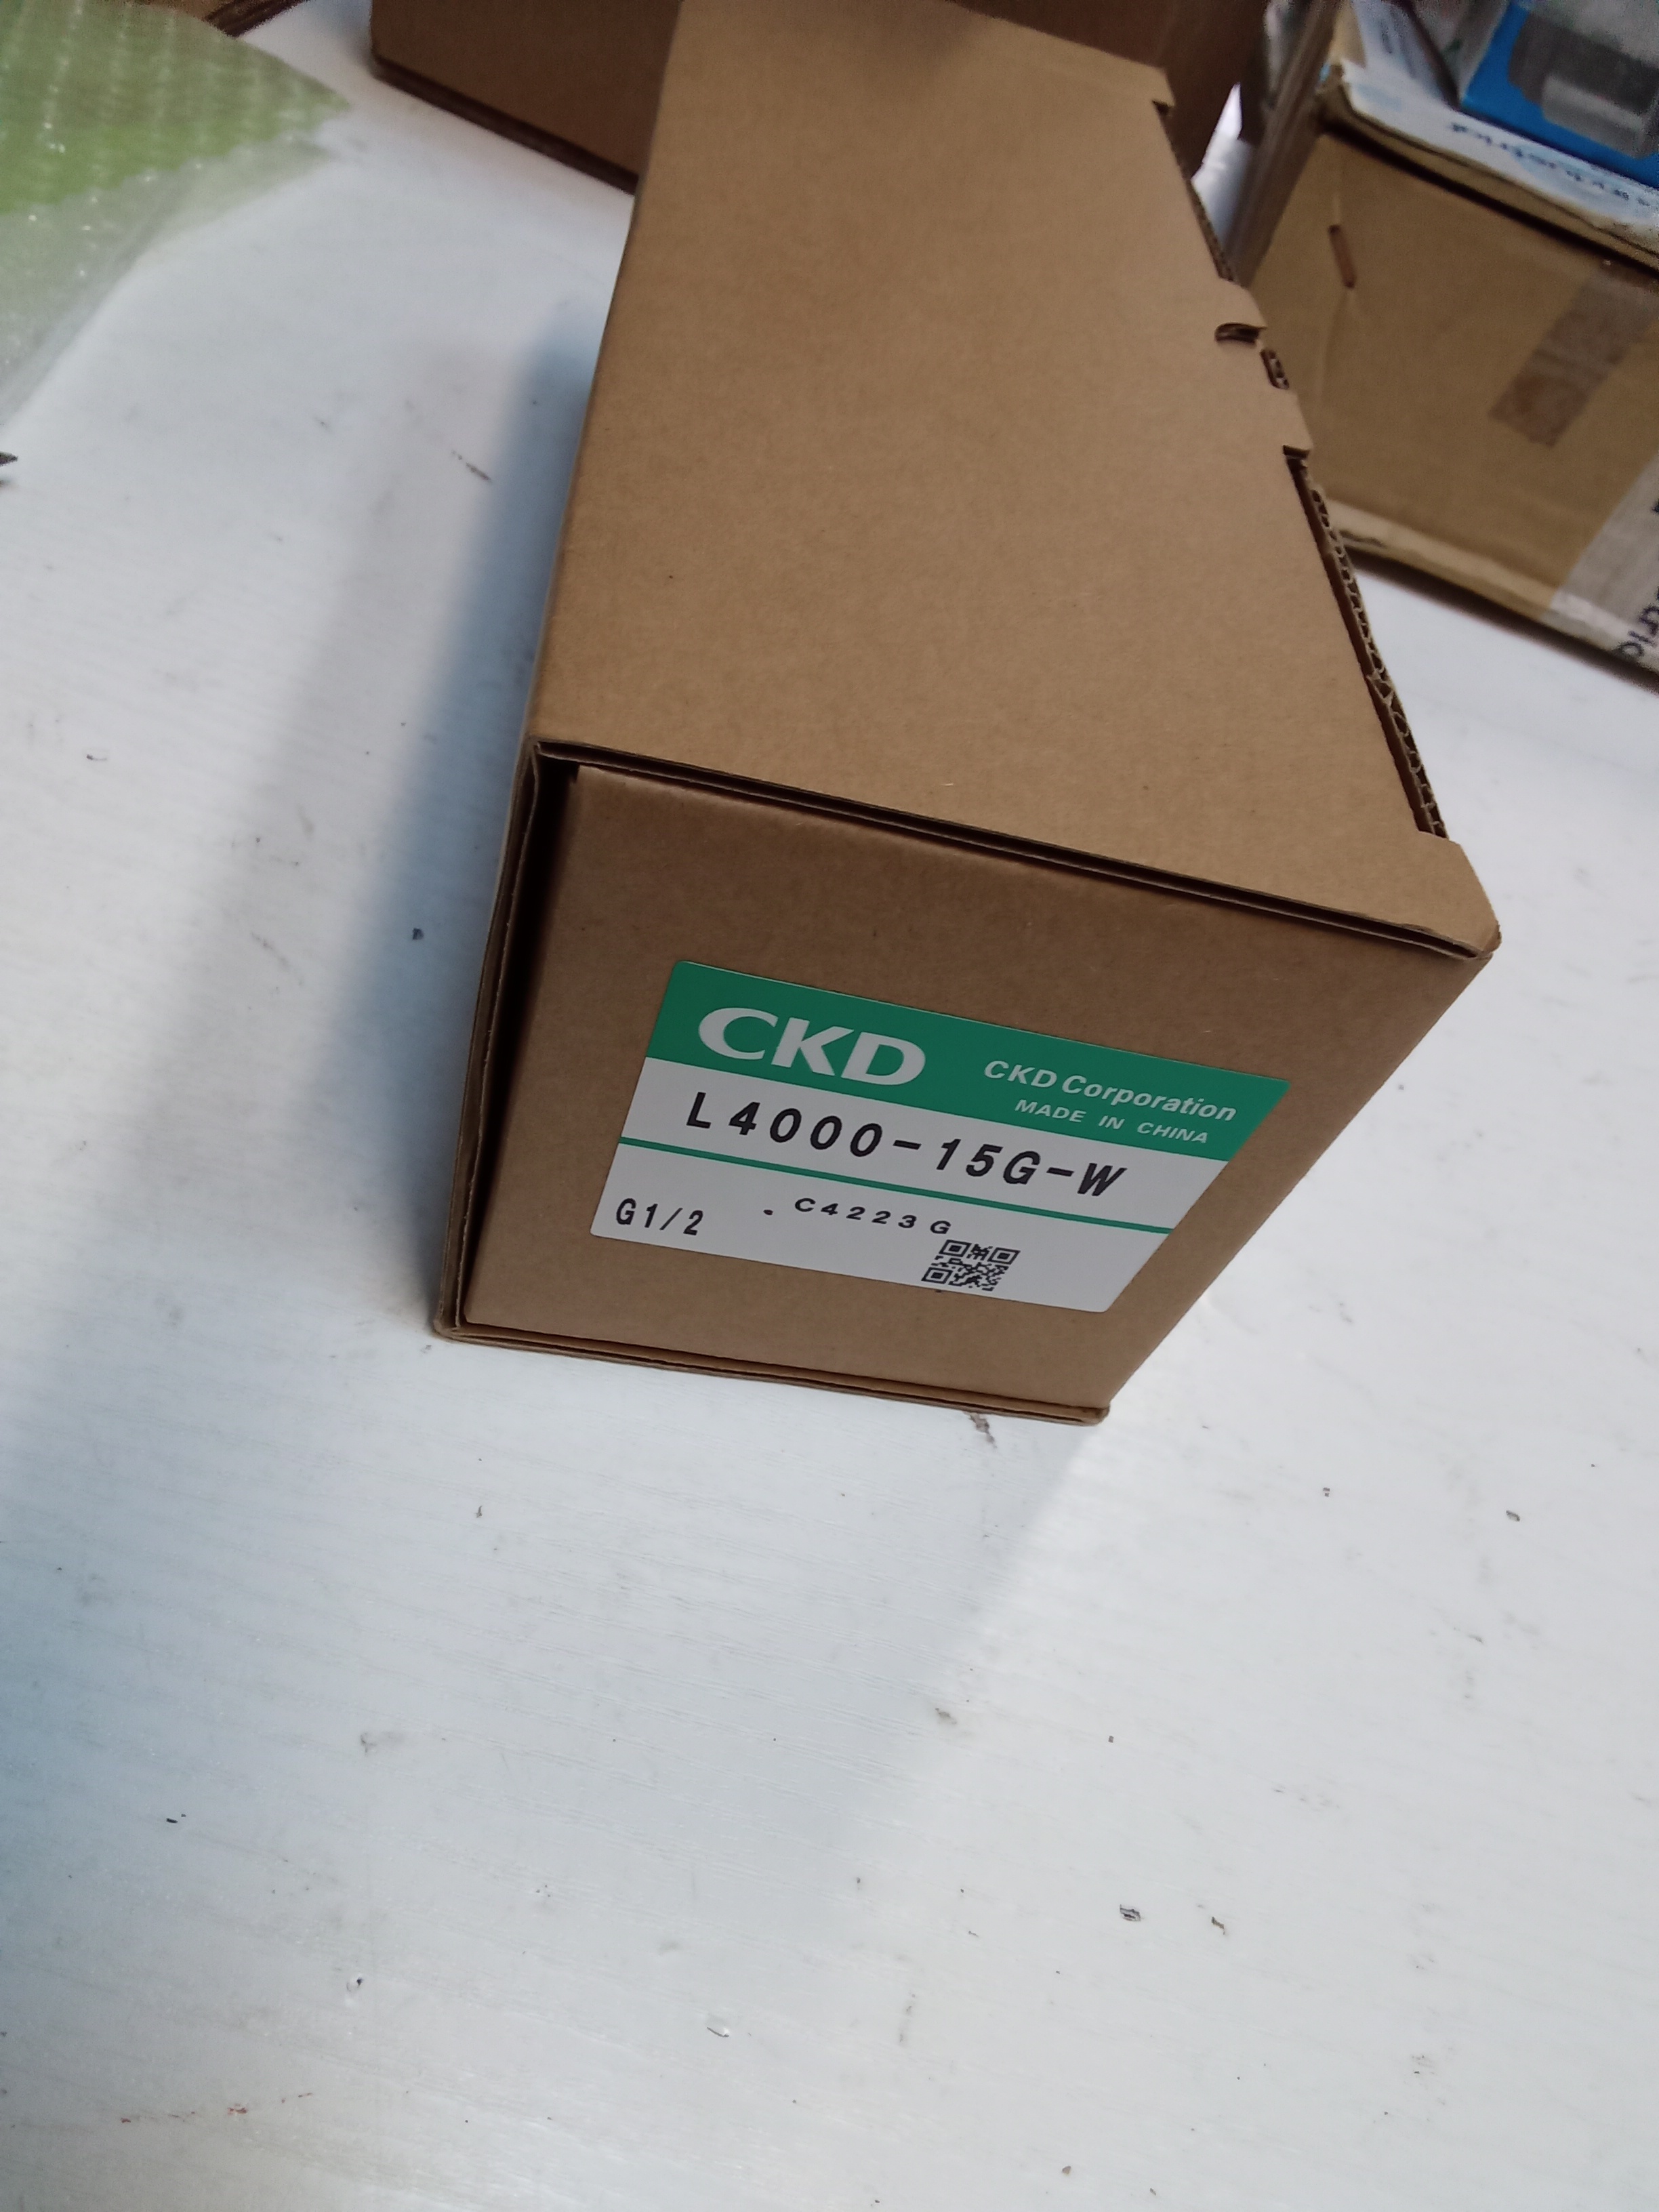 CKD
CKD Corporation
MADE IN CHINA
L4000-15G-W
G1/2
C4223G